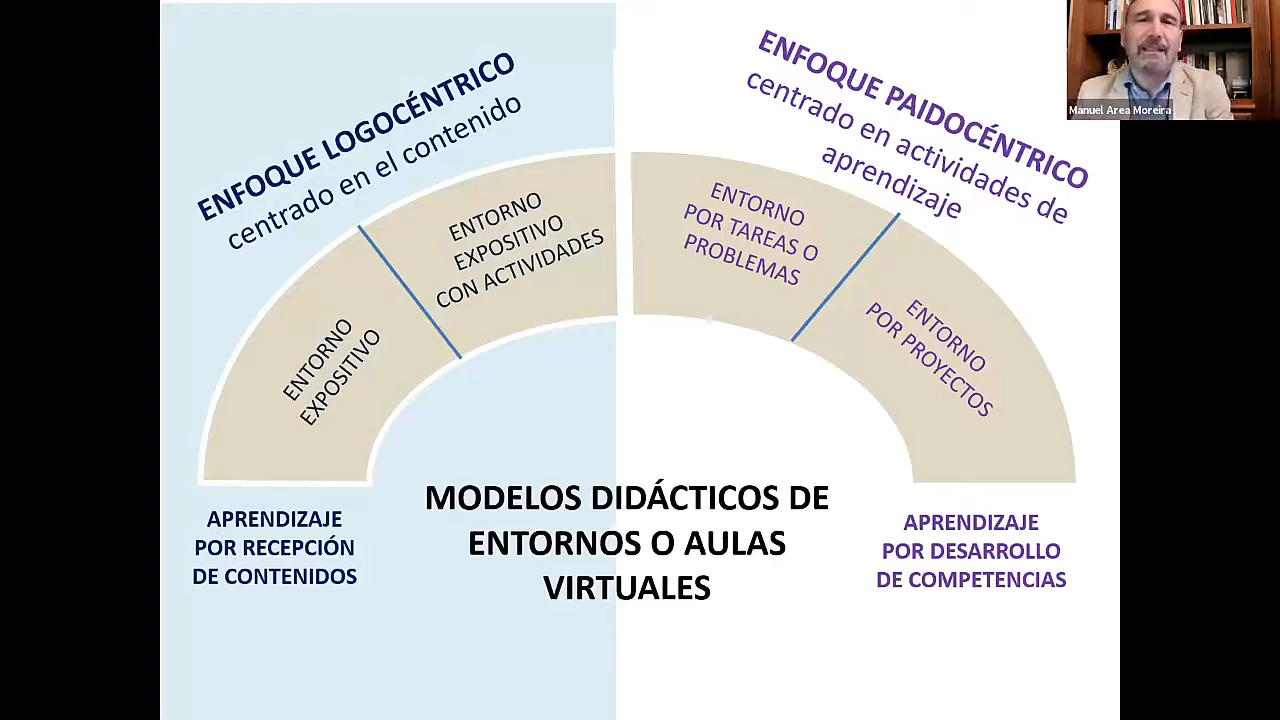 ENFOQUE LOGOCÉNTRICO
centrado en el contenido
ENFOQUE PAIDOCÉNTRICO
centrado en actividades de
aprendizaje
Manuel Area Moreira
ENTORNO
EXPOSITIVO
ENTORNO
EXPOSITIVO
CON ACTIVIDADES
ENTORNO
POR TAREAS O
PROBLEMAS
ENTORNO
POR PROYECTOS
APRENDIZAJE
POR RECEPCIÓN
DE CONTENIDOS
MODELOS DIDÁCTICOS DE
ENTORNOS O AULAS
VIRTUALES
APRENDIZAJE
POR DESARROLLO
DE COMPETENCIAS